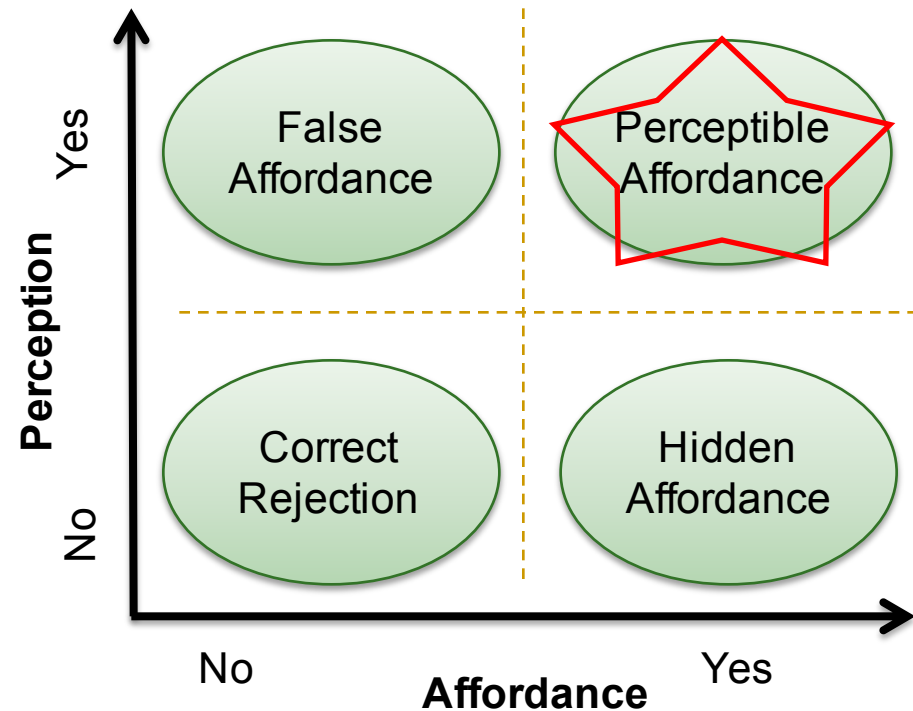 Yes
False
Affordance
Perceptible
Affordance
Perception
No
Correct
Rejection
Hidden
Affordance
No
Yes
Affordance